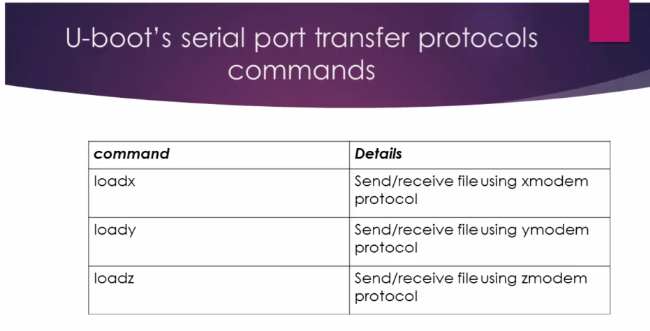 U-boot's serial port transfer protocols
commands
command Details
loadx Send/receive file using xmodem
protocol
loady Send/receive file using ymodem
protocol
loadz Send/receive file using zmodem
protocol